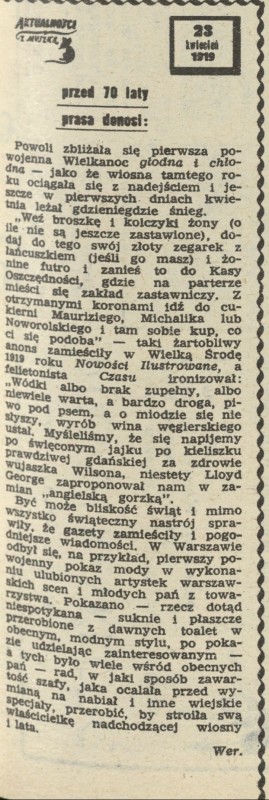 AKTUALNOŚCI
Z MYSZKĄ
23
kwiecień
1919
przed 70 laty
prasa donosi:
Powoli zbliżała się pierwsza po-
wojenna Wielkanoc głodna i chło-
dna — jako że wiosna tamtego ro-
ku ociągała się z nadejściem i je-
szcze w pierwszych dniach kwie-
tnia leżał gdzieniegdzie śnieg.
„Weź broszkę i kolczyki żony (o
ile nie są jeszcze zastawione), do-
daj do tego swój złoty zegarek z
łańcuszkiem (jeśli go masz) i żo-
nine futro i zanieś to do Kasy
Oszczędności, gdzie na parterze
mieści się zakład zastawniczy. Z
otrzymanymi koronami idź do cu-
kierni Mauriziego, Michalika lub
Noworolskiego i tam sobie kup, co
ci się podoba” — taki żartobliwy
anons zamieściły w Wielką Środę
1919 roku Nowości Ilustrowane, a
felietonista Czasu ironizował:
„Wódki albo brak zupełny, albo
niewiele warta, a bardzo droga, pi-
wo pod psem, a o miodzie się nie
słyszy, wyrób wina węgierskiego
ustał. Myśleliśmy, że się napijemy
po święconym jajku po kieliszku
prawdziwej gdańskiej za zdrowie
wujaszka Wilsona, niestety Lloyd
George zaproponował nam w za-
mian „angielską gorzką”.
Być może bliskość świąt i mimo
wszystko świąteczny nastrój spra-
wiły, że gazety zamieściły i pogo-
dniejsze wiadomości. W Warszawie
odbył się, na przykład, pierwszy po-
wojenny pokaz mody w wykona-
niu ulubionych artystek warszaw-
skich scen i młodych pań z towa-
rzystwa. Pokazano — rzecz dotąd
niespotykana — suknie i płaszcze
przerobione z dawnych toalet w
obecnym, modnym stylu, po poka-
zie udzielając zainteresowanym —
a tych było wiele wśród obecnych
pań — rad, w jaki sposób zawar-
tość szafy, jaka ocalała przed wy-
mianą na nabiał i inne wiejskie
specjały, przerobić, by stroiła swą
właścicielkę nadchodzącej wiosny
i lata.
Wer.